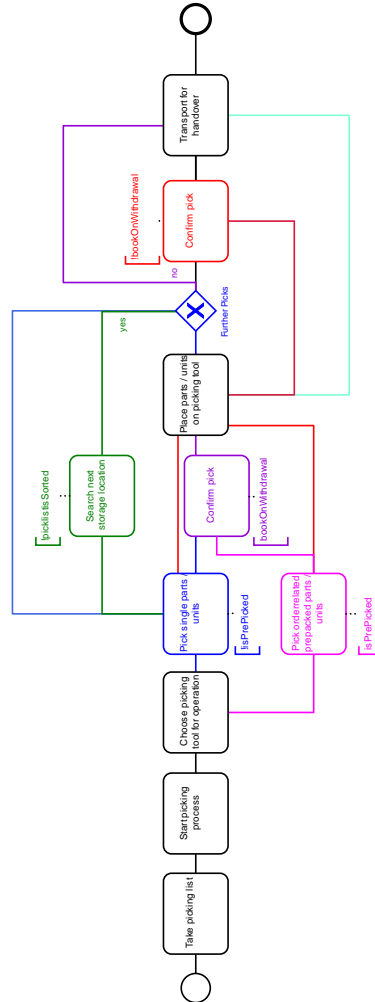 Take picking list
Start picking
process
Choose picking
tool for operation
Pick single parts /
units
!isPrePicked
Pick orderrelated
prepacked parts /
units
isPrePicked
!picklistIsSorted
Search next
storage location
Confirm pick
bookOnWithdrawal
Place parts / units
on picking tool
yes
Further Picks
no
!bookOnWithdrawal
Confirm pick
Transport for
handover